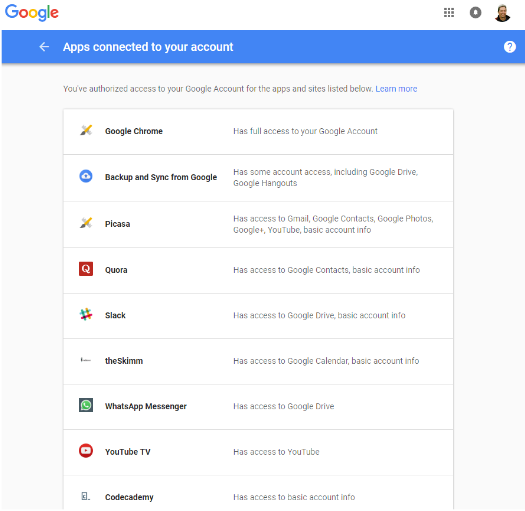 Google
Apps connected to your account
?
You've authorized access to your Google Account for the apps and sites listed below. Learn more
Google Chrome
Has full access to your Google Account
Backup and Sync from Google
Has some account access, including Google Drive,
Google Hangouts
Picasa
Has access to Gmail, Google Contacts, Google Photos,
Google+, YouTube, basic account info
Q
Quora
Has access to Google Contacts, basic account info
Slack
Has access to Google Drive, basic account info
theSkimm
Has access to Google Calendar, basic account info
WhatsApp Messenger
Has access to Google Drive
YouTube TV
Has access to YouTube
Codecademy
Has access to basic account info